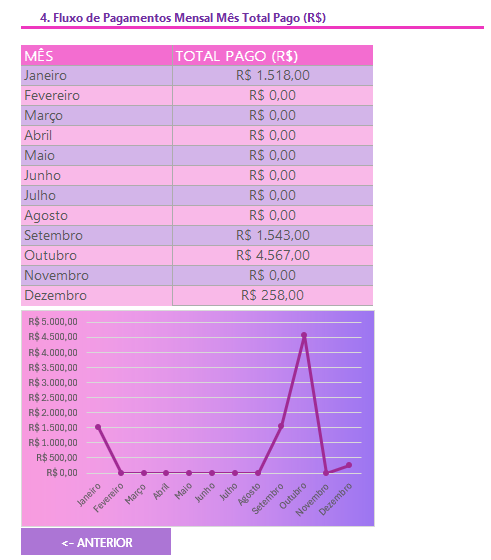 4. Fluxo de Pagamentos Mensal Mês Total Pago (R$)
MÊS TOTAL PAGO (R$)
Janeiro R$ 1.518,00
Fevereiro R$ 0,00
Março R$ 0,00
Abril R$ 0,00
Maio R$ 0,00
Junho R$ 0,00
Julho R$ 0,00
Agosto R$ 0,00
Setembro R$ 1.543,00
Outubro R$ 4.567,00
Novembro R$ 0,00
Dezembro R$ 258,00
R$ 5.000,00
R$ 4.500,00
R$ 4.000,00
R$ 3.500,00
R$ 3.000,00
R$ 2.500,00
R$ 2.000,00
R$ 1.500,00
R$ 1.000,00
R$ 500,00
R$ 0,00
Janeiro Fevereiro Março Abril Maio Junho Julho Agosto Setembro Outubro Novembro Dezembro
<- ANTERIOR